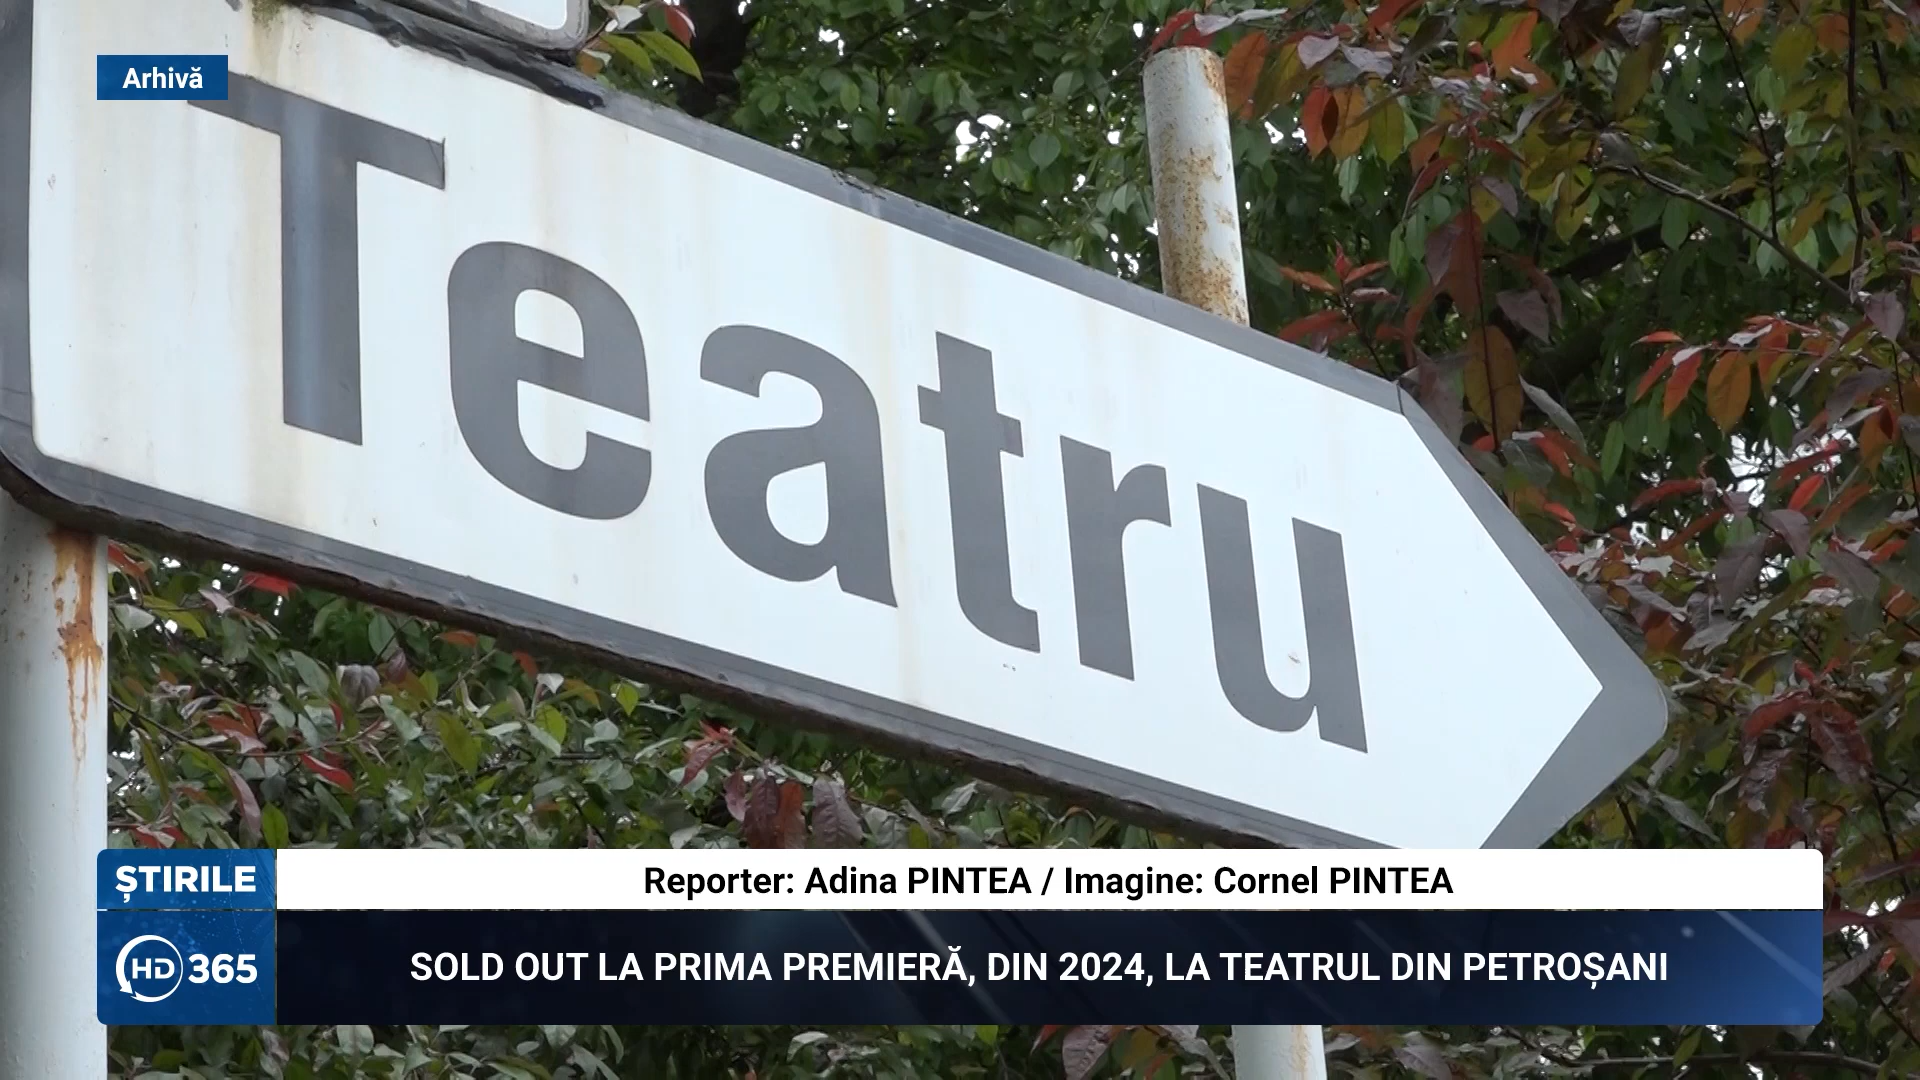 Arhivă
Teatru
ȘTIRILE
Reporter: Adina PINTEA / Imagine: Cornel PINTEA
HD 365
SOLD OUT LA PRIMA PREMIERĂ, DIN 2024, LA TEATRUL DIN PETROȘANI